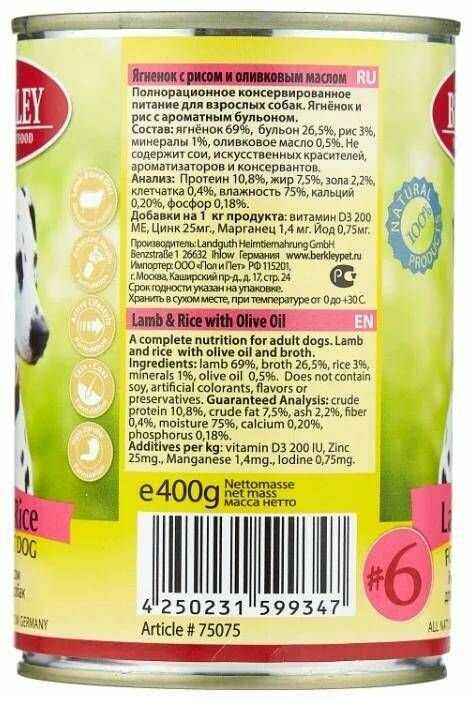 LEY
Ягненок с рисом и оливковым маслом RU
Полнорационное консервированное
питание для взрослых собак. Ягнёнок и
рис с ароматным бульоном.
Состав: ягнёнок 69%, бульон 26,5%, рис 3%,
минералы 1%, оливковое масло 0,5%. Не
содержит сои, искусственных красителей,
ароматизаторов и консервантов.
Анализ: Протеин 10,8%, жир 7,5%, зола 2,2%,
клетчатка 0,4%, влажность 75%, кальций
0,20%, фосфор 0,18%.
Добавки на 1 кг продукта: витамин D3 200
МЕ, Цинк 25мг., Марганец 1,4 мг. Йод 0,75мг.
Производитель: Landguth Heimtiernahrung GmbH
Benzstraße 1 26632 Ihlow Германия www.berkleypet.ru
Импортер: ООО «Пол и Пет» РФ 115201,
г. Москва, Каширский пр-д., д. 17, стр. 24
Срок годности указан на упаковке.
Хранить в сухом месте, при температуре от 0 до +30 С.
Lamb & Rice with Olive Oil EN
A complete nutrition for adult dogs. Lamb
and rice with olive oil and broth.
Ingredients: lamb 69%, broth 26,5%, rice 3%,
minerals 1%, olive oil 0,5%. Does not contain
soy, artificial colorants, flavors or
preservatives. Guaranteed Analysis: crude
protein 10,8%, crude fat 7,5%, ash 2,2%, fiber
0,4%, moisture 75%, calcium 0,20%,
phosphorus 0,18%.
Additives per kg: vitamin D3 200 IU, Zinc
25mg., Manganese 1,4mg., Iodine 0,75mg.
e 400g Nettomasse
net mass
масса нетто
4 250231 599347
Article # 75075
NATURAL
100%
PRODUCTS
Rice
DOG
GERMANY
#6
La
ALL NAT